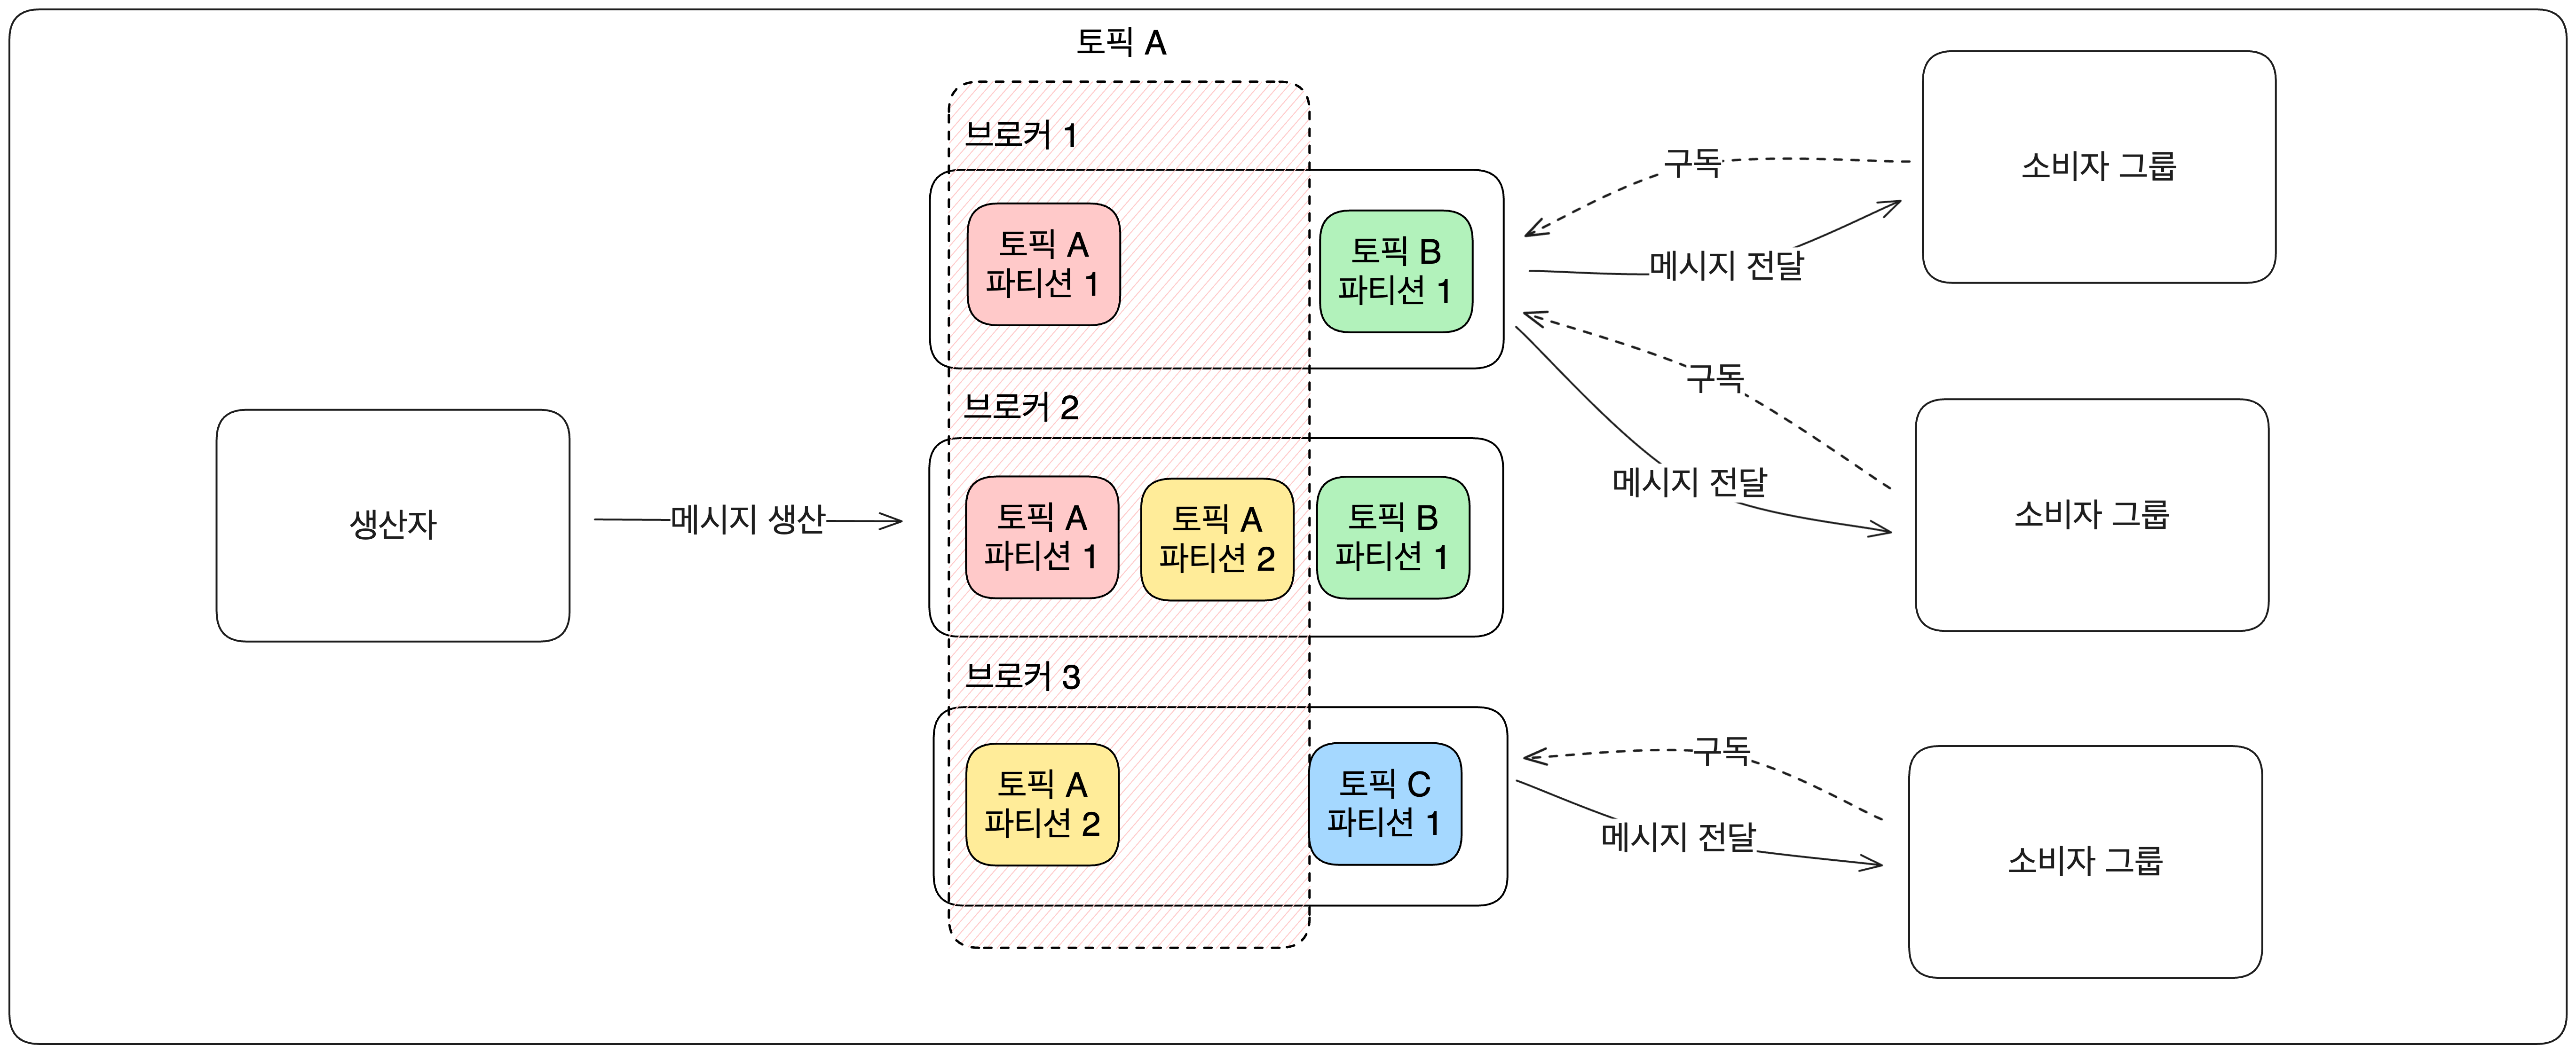 토픽 A
브로커 1
토픽 A
파티션 1
토픽 B
파티션 1
브로커 2
토픽 A
파티션 1
토픽 A
파티션 2
토픽 B
파티션 1
브로커 3
토픽 A
파티션 2
토픽 C
파티션 1
생산자
메시지 생산
구독
메시지 전달
소비자 그룹
구독
메시지 전달
소비자 그룹
구독
메시지 전달
소비자 그룹